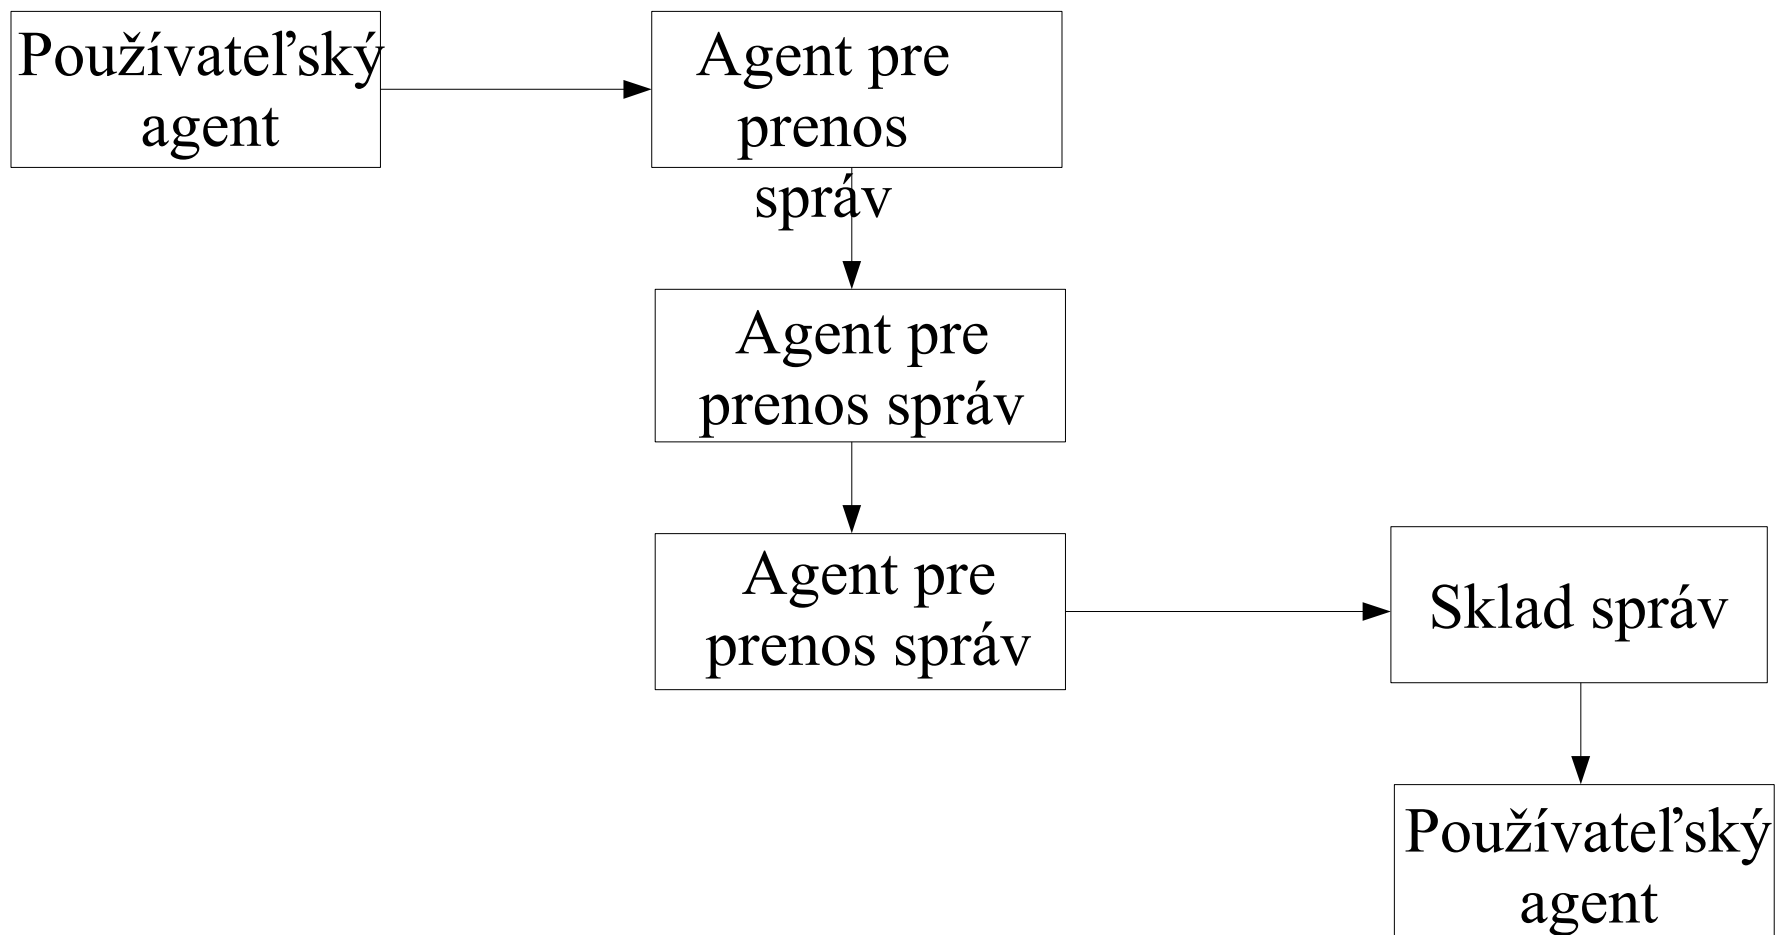 Používateľský
agent
Agent pre
prenos
správ
Agent pre
prenos správ
Agent pre
prenos správ
Sklad správ
Používateľský
agent